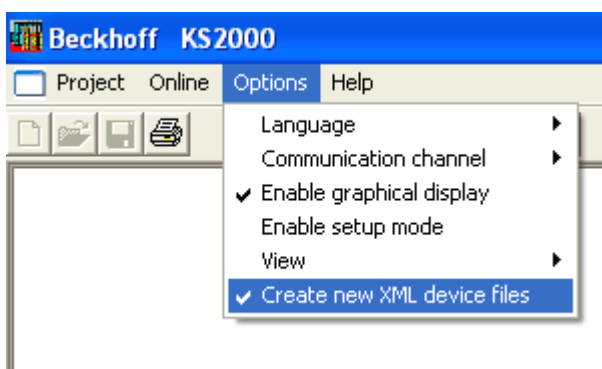 Beckhoff KS2000
Project Online Options Help
Language
Communication channel
Enable graphical display
Enable setup mode
View
Create new XML device files